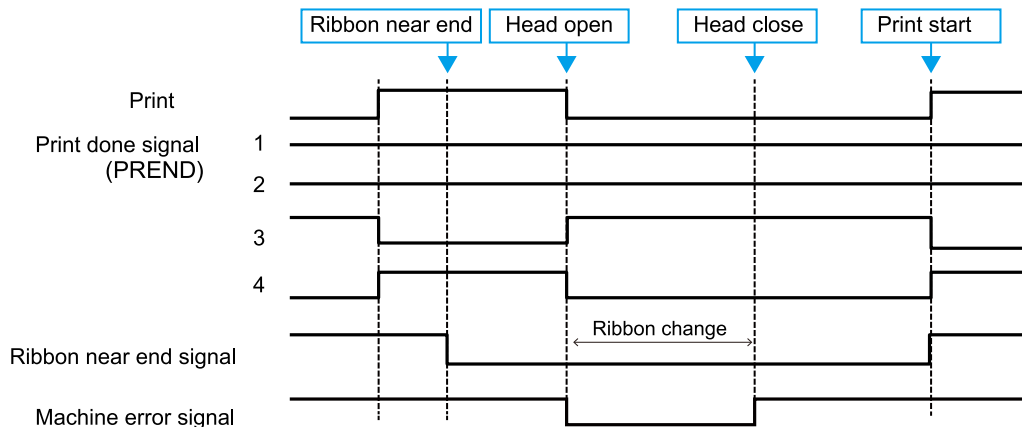 Ribbon near end
Head open
Head close
Print start
Print
Print done signal
(PREND)
1
2
3
4
Ribbon change
Ribbon near end signal
Machine error signal